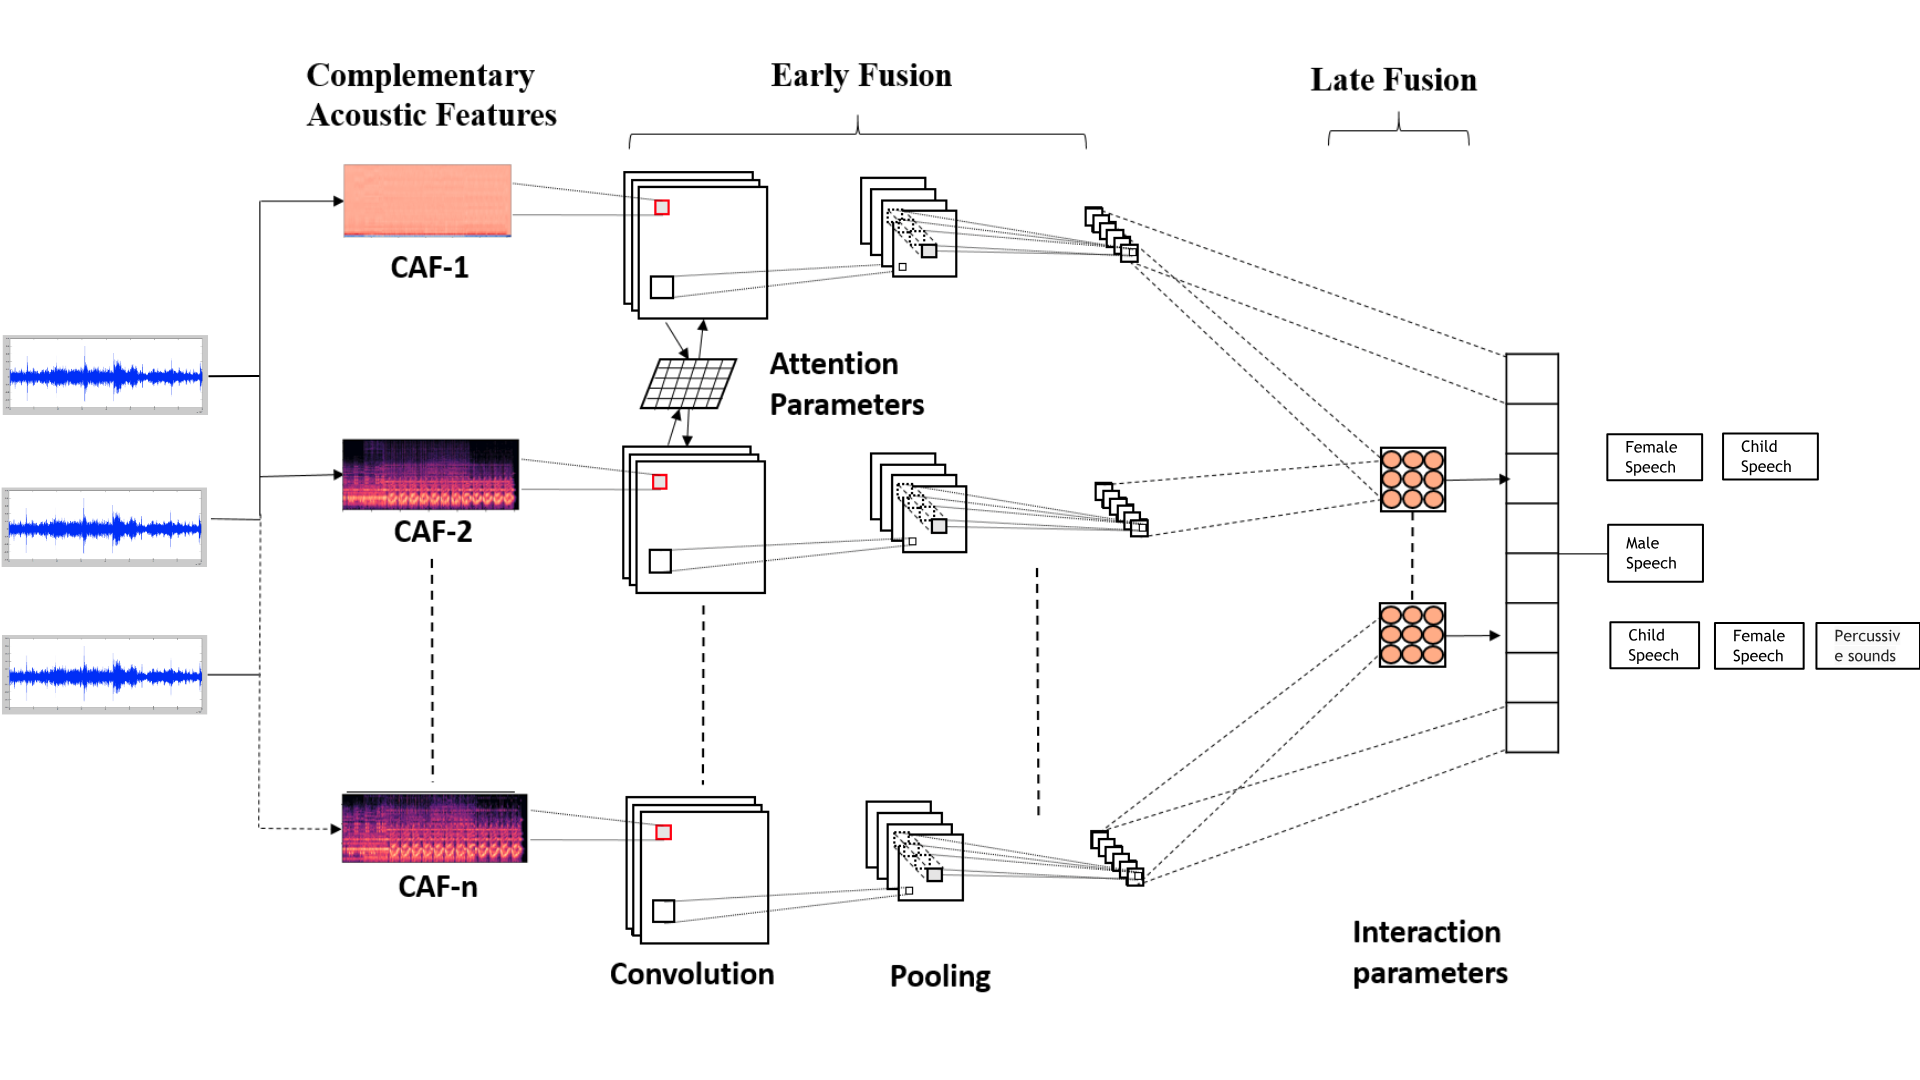 Complementary
Acoustic Features
Early Fusion
Late Fusion
CAF-1
Attention
Parameters
CAF-2
CAF-n
Convolution
Pooling
Interaction
parameters
Female
Speech
Child
Speech
Male
Speech
Child
Speech
Female
Speech
Percussiv
e sounds